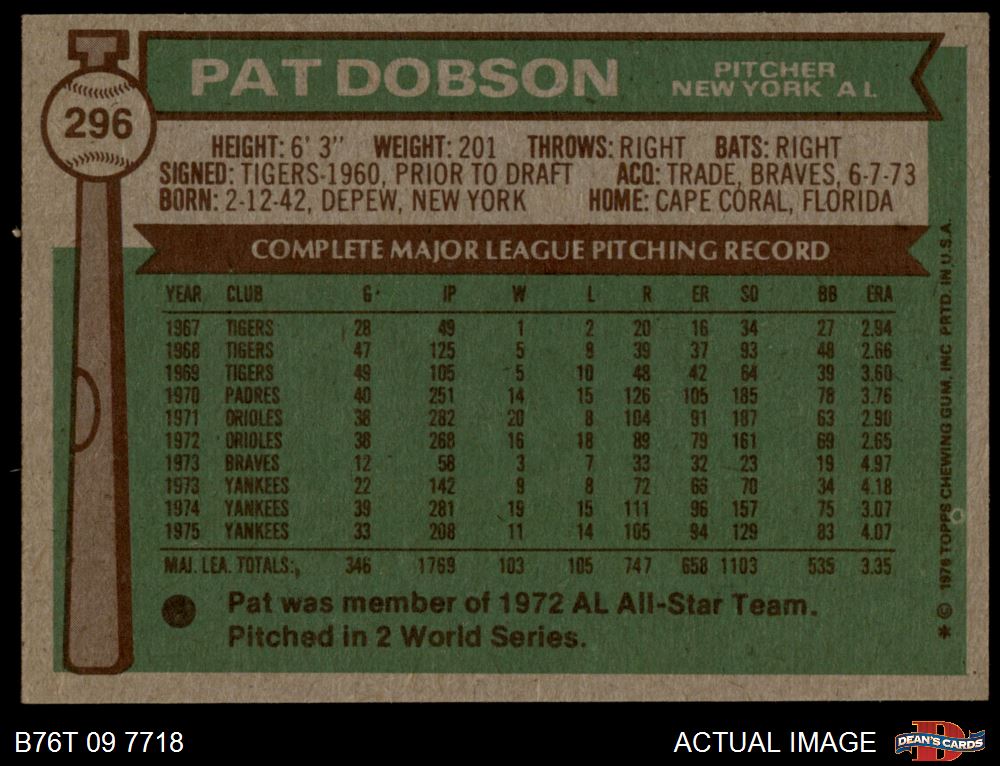 PAT DOBSON
PITCHER
NEW YORK A L
296
HEIGHT: 6' 3" WEIGHT: 201 THROWS: RIGHT BATS: RIGHT
SIGNED: TIGERS-1960, PRIOR TO DRAFT ACQ: TRADE, BRAVES, 6-7-73
BORN: 2-12-42, DEPEW, NEW YORK HOME: CAPE CORAL, FLORIDA
COMPLETE MAJOR LEAGUE PITCHING RECORD
YEAR CLUB G IP W L R ER SO BB ERA
1967 TIGERS 28 49 1 2 20 16 34 27 2.94
1968 TIGERS 47 125 5 8 39 37 93 48 2.66
1969 TIGERS 49 105 5 10 48 42 64 39 3.60
1970 PADRES 40 251 14 15 126 105 185 78 3.76
1971 ORIOLES 38 282 20 8 104 91 187 63 2.90
1972 ORIOLES 38 268 16 18 89 79 161 69 2.65
1973 BRAVES 12 58 3 7 33 32 23 19 4.97
1973 YANKEES 22 142 9 8 72 66 70 34 4.18
1974 YANKEES 39 281 19 15 111 96 157 75 3.07
1975 YANKEES 33 208 11 14 105 94 129 83 4.07
MAJ. LEA. TOTALS: 346 1769 103 105 747 658 1103 535 3.35
Pat was member of 1972 AL All-Star Team.
Pitched in 2 World Series.
* © 1976 TOPPS CHEWING GUM, INC PRTD. IN U.S.A.
B76T 09 7718
ACTUAL IMAGE
DEAN'S CARDS